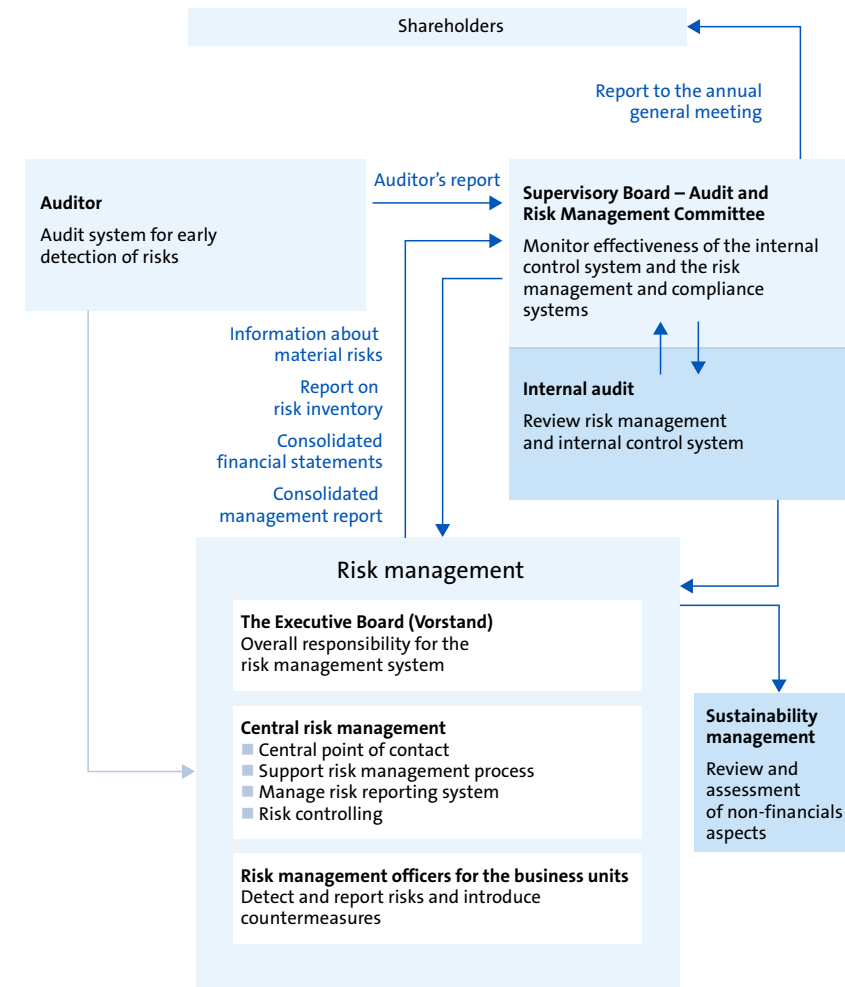 Shareholders
Report to the annual
general meeting
Auditor
Audit system for early
detection of risks
Auditor's report
Supervisory Board – Audit and
Risk Management Committee
Monitor effectiveness of the internal
control system and the risk
management and compliance
systems
Information about
material risks
Report on
risk inventory
Consolidated
financial statements
Consolidated
management report
Internal audit
Review risk management
and internal control system
Risk management
The Executive Board (Vorstand)
Overall responsibility for the
risk management system
Central risk management
Central point of contact
Support risk management process
Manage risk reporting system
Risk controlling
Risk management officers for the business units
Detect and report risks and introduce
countermeasures
Sustainability
management
Review and
assessment
of non-financials
aspects